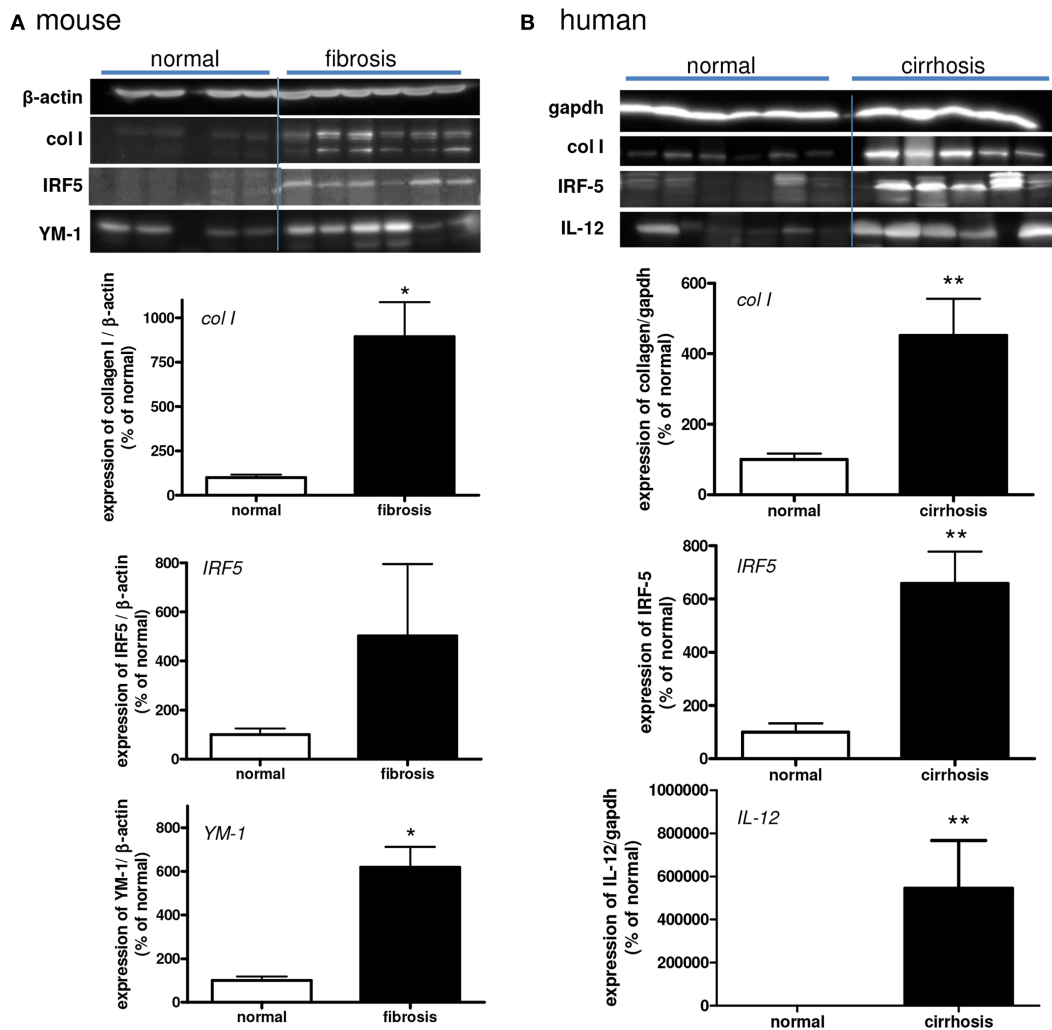 A mouse
normal fibrosis
β-actin
col I
IRF5
YM-1
expression of collagen I / β-actin
(% of normal)
col I
*
1000
750
500
250
0
normal fibrosis
expression of IRF5 / β-actin
(% of normal)
IRF5
800
600
400
200
0
normal fibrosis
expression of YM-1/ β-actin
(% of normal)
YM-1
*
800
600
400
200
0
normal fibrosis
B human
normal cirrhosis
gapdh
col I
IRF-5
IL-12
expression of collagen/gapdh
(% of normal)
col I
**
600
400
200
0
normal cirrhosis
expression of IRF-5
(% of normal)
IRF5
**
800
600
400
200
0
normal cirrhosis
expression of IL-12/gapdh
(% of normal)
IL-12
**
1000000
800000
600000
400000
200000
0
normal cirrhosis